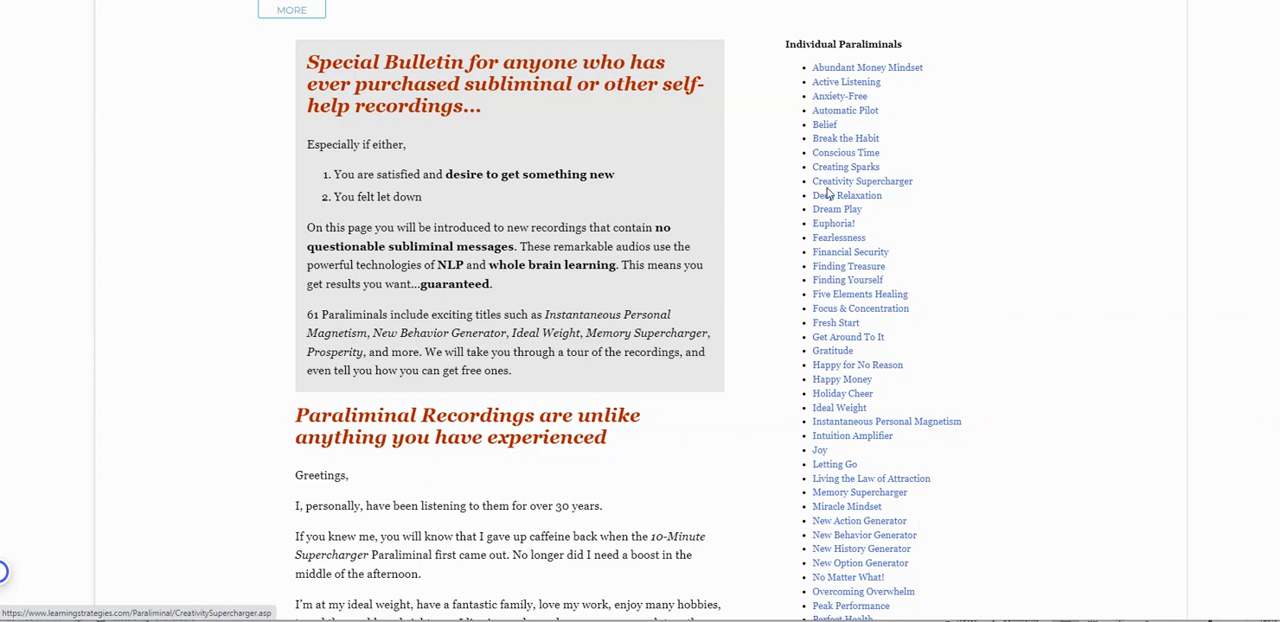 MORE
Special Bulletin for anyone who has
ever purchased subliminal or other self-
help recordings...
Especially if either,
1. You are satisfied and desire to get something new
2. You felt let down
On this page you will be introduced to new recordings that contain no
questionable subliminal messages. These remarkable audios use the
powerful technologies of NLP and whole brain learning. This means you
get results you want...guaranteed.
61 Paraliminals include exciting titles such as Instantaneous Personal
Magnetism, New Behavior Generator, Ideal Weight, Memory Supercharger,
Prosperity, and more. We will take you through a tour of the recordings, and
even tell you how you can get free ones.
Paraliminal Recordings are unlike
anything you have experienced
Greetings,
I, personally, have been listening to them for over 30 years.
If you knew me, you will know that I gave up caffeine back when the 10-Minute
Supercharger Paraliminal first came out. No longer did I need a boost in the
middle of the afternoon.
I'm at my ideal weight, have a fantastic family, love my work, enjoy many hobbies,
Individual Paraliminals
Abundant Money Mindset
Active Listening
Anxiety-Free
Automatic Pilot
Belief
Break the Habit
Conscious Time
Creating Sparks
Creativity Supercharger
Deep Relaxation
Dream Play
Euphoria!
Fearlessness
Financial Security
Finding Treasure
Finding Yourself
Five Elements Healing
Focus & Concentration
Fresh Start
Get Around To It
Gratitude
Happy for No Reason
Happy Money
Holiday Cheer
Ideal Weight
Instantaneous Personal Magnetism
Intuition Amplifier
Joy
Letting Go
Living the Law of Attraction
Memory Supercharger
Miracle Mindset
New Action Generator
New Behavior Generator
New History Generator
New Option Generator
No Matter What!
Overcoming Overwhelm
Peak Performance
Perfect Health
https://www.learningstrategies.com/Paraliminal/CreativitySupercharger.asp